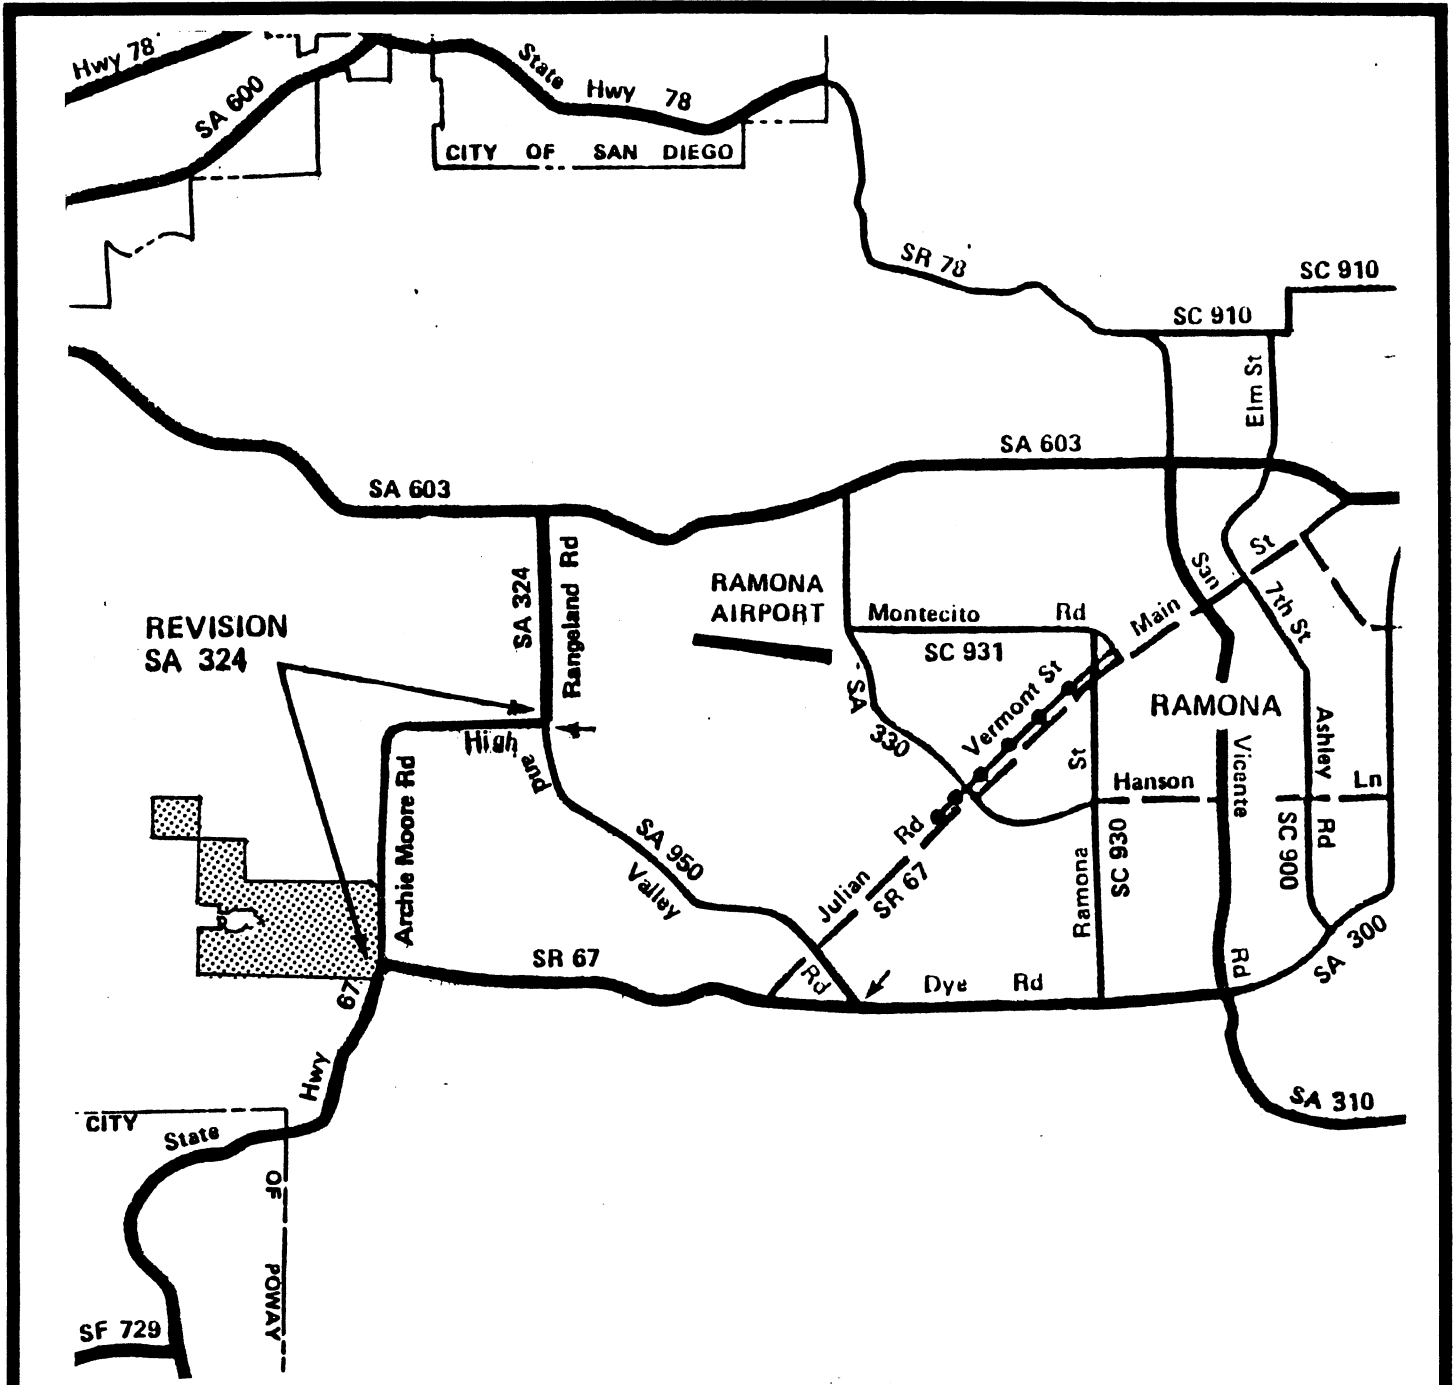 Hwy 78
SA 600
State Hwy 78
CITY OF SAN DIEGO
SR 78
SC 910
SC 910
Elm St
SA 603
SA 603
SA 324
Rangeland Rd
RAMONA
AIRPORT
REVISION
SA 324
Montecito Rd
SC 931
SA 330
Vermont St
Main St
San Vicente Rd
7th St
RAMONA
High Valley Rd
pue
Archie Moore Rd
SA 950
Julian Rd
SR 67
Ramona St
SC 930
Hanson Ln
Ashley Rd
SC 900
SA 300
SR 67
Dye Rd
State Hwy 67
SA 310
CITY OF POWAY
SF 729